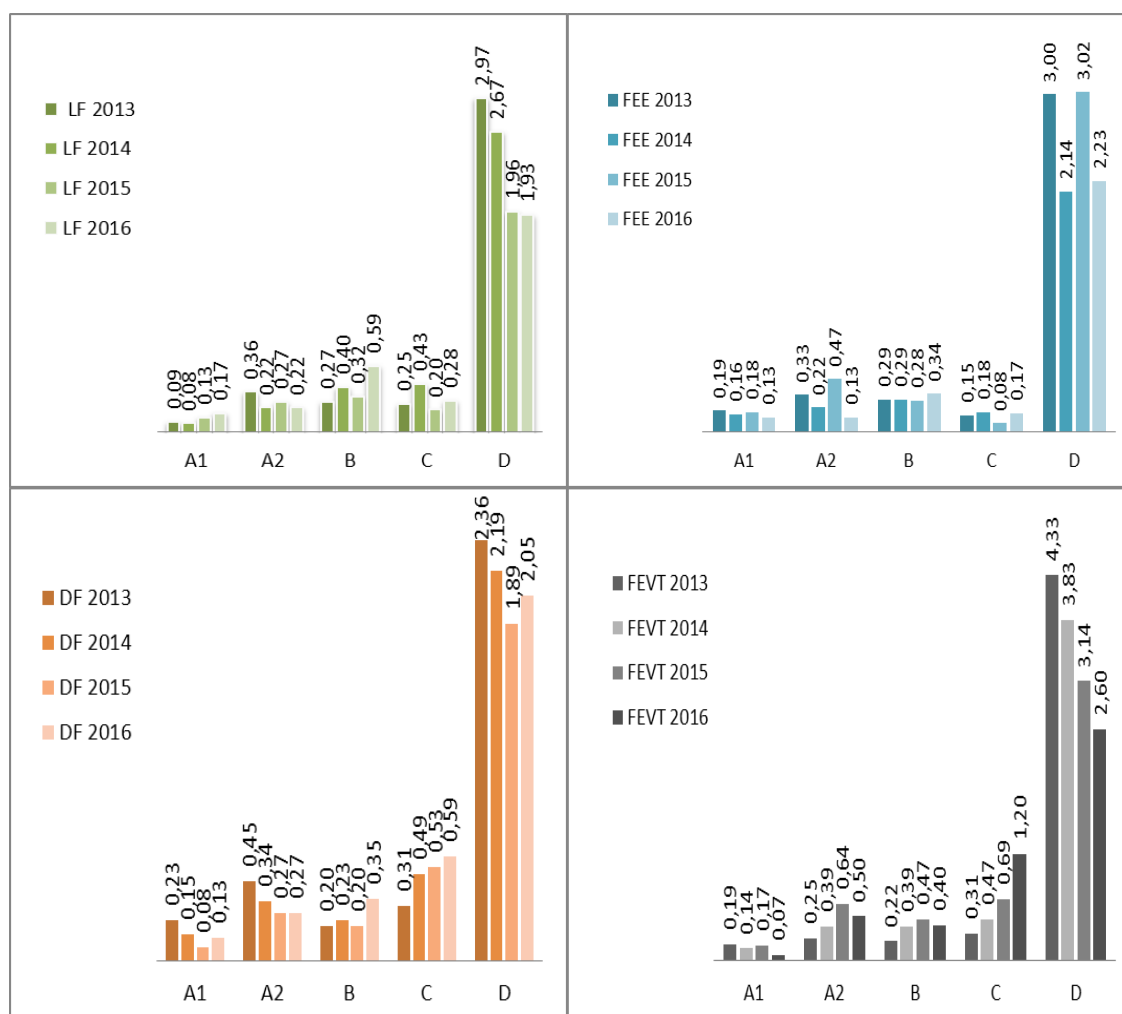 LF 2013
LF 2014
LF 2015
LF 2016
0,09 0,08 0,13 0,17
0,36 0,22 0,27 0,22
0,27 0,40 0,32 0,59
0,25 0,43 0,20 0,28
2,97 2,67 1,96 1,93
A1 A2 B C D
FEE 2013
FEE 2014
FEE 2015
FEE 2016
0,19 0,16 0,18 0,13
0,33 0,22 0,47 0,13
0,29 0,29 0,28 0,34
0,15 0,18 0,08 0,17
3,00 2,14 3,02 2,23
A1 A2 B C D
DF 2013
DF 2014
DF 2015
DF 2016
0,23 0,15 0,08 0,13
0,45 0,34 0,27 0,27
0,20 0,23 0,20 0,35
0,31 0,49 0,53 0,59
2,36 2,19 1,89 2,05
A1 A2 B C D
FEVT 2013
FEVT 2014
FEVT 2015
FEVT 2016
0,19 0,14 0,17 0,07
0,25 0,39 0,64 0,50
0,22 0,39 0,47 0,40
0,31 0,47 0,69 1,20
4,33 3,83 3,14 2,60
A1 A2 B C D